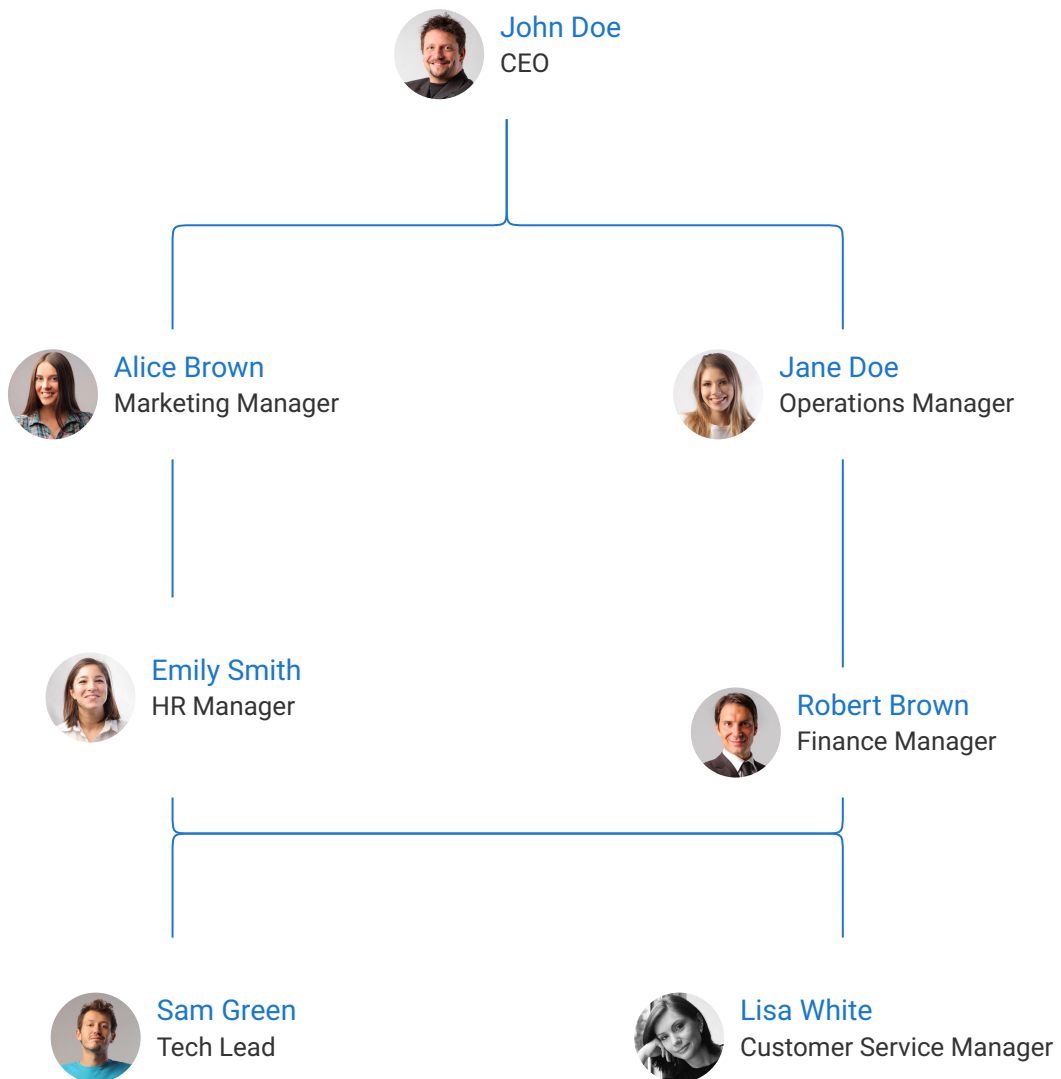 John Doe
CEO
Alice Brown
Marketing Manager
Jane Doe
Operations Manager
Emily Smith
HR Manager
Robert Brown
Finance Manager
Sam Green
Tech Lead
Lisa White
Customer Service Manager